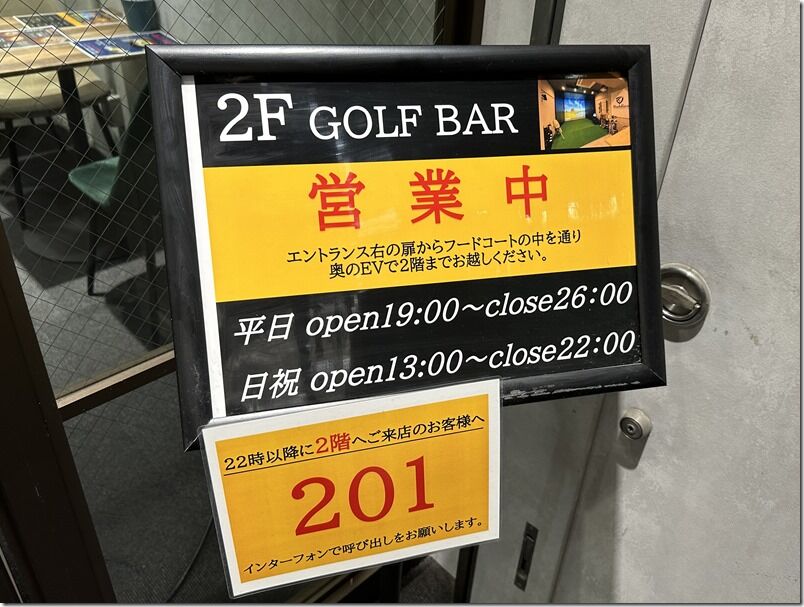 2F GOLF BAR
営業中
エントランス右の扉からフードコートの中を通り
奥のEVで2階までお越しください。
平日 open19:00～close26:00
日祝 open13:00～close22:00
22時以降に2階へご来店のお客様へ
201
インターフォンで呼び出しをお願いします。